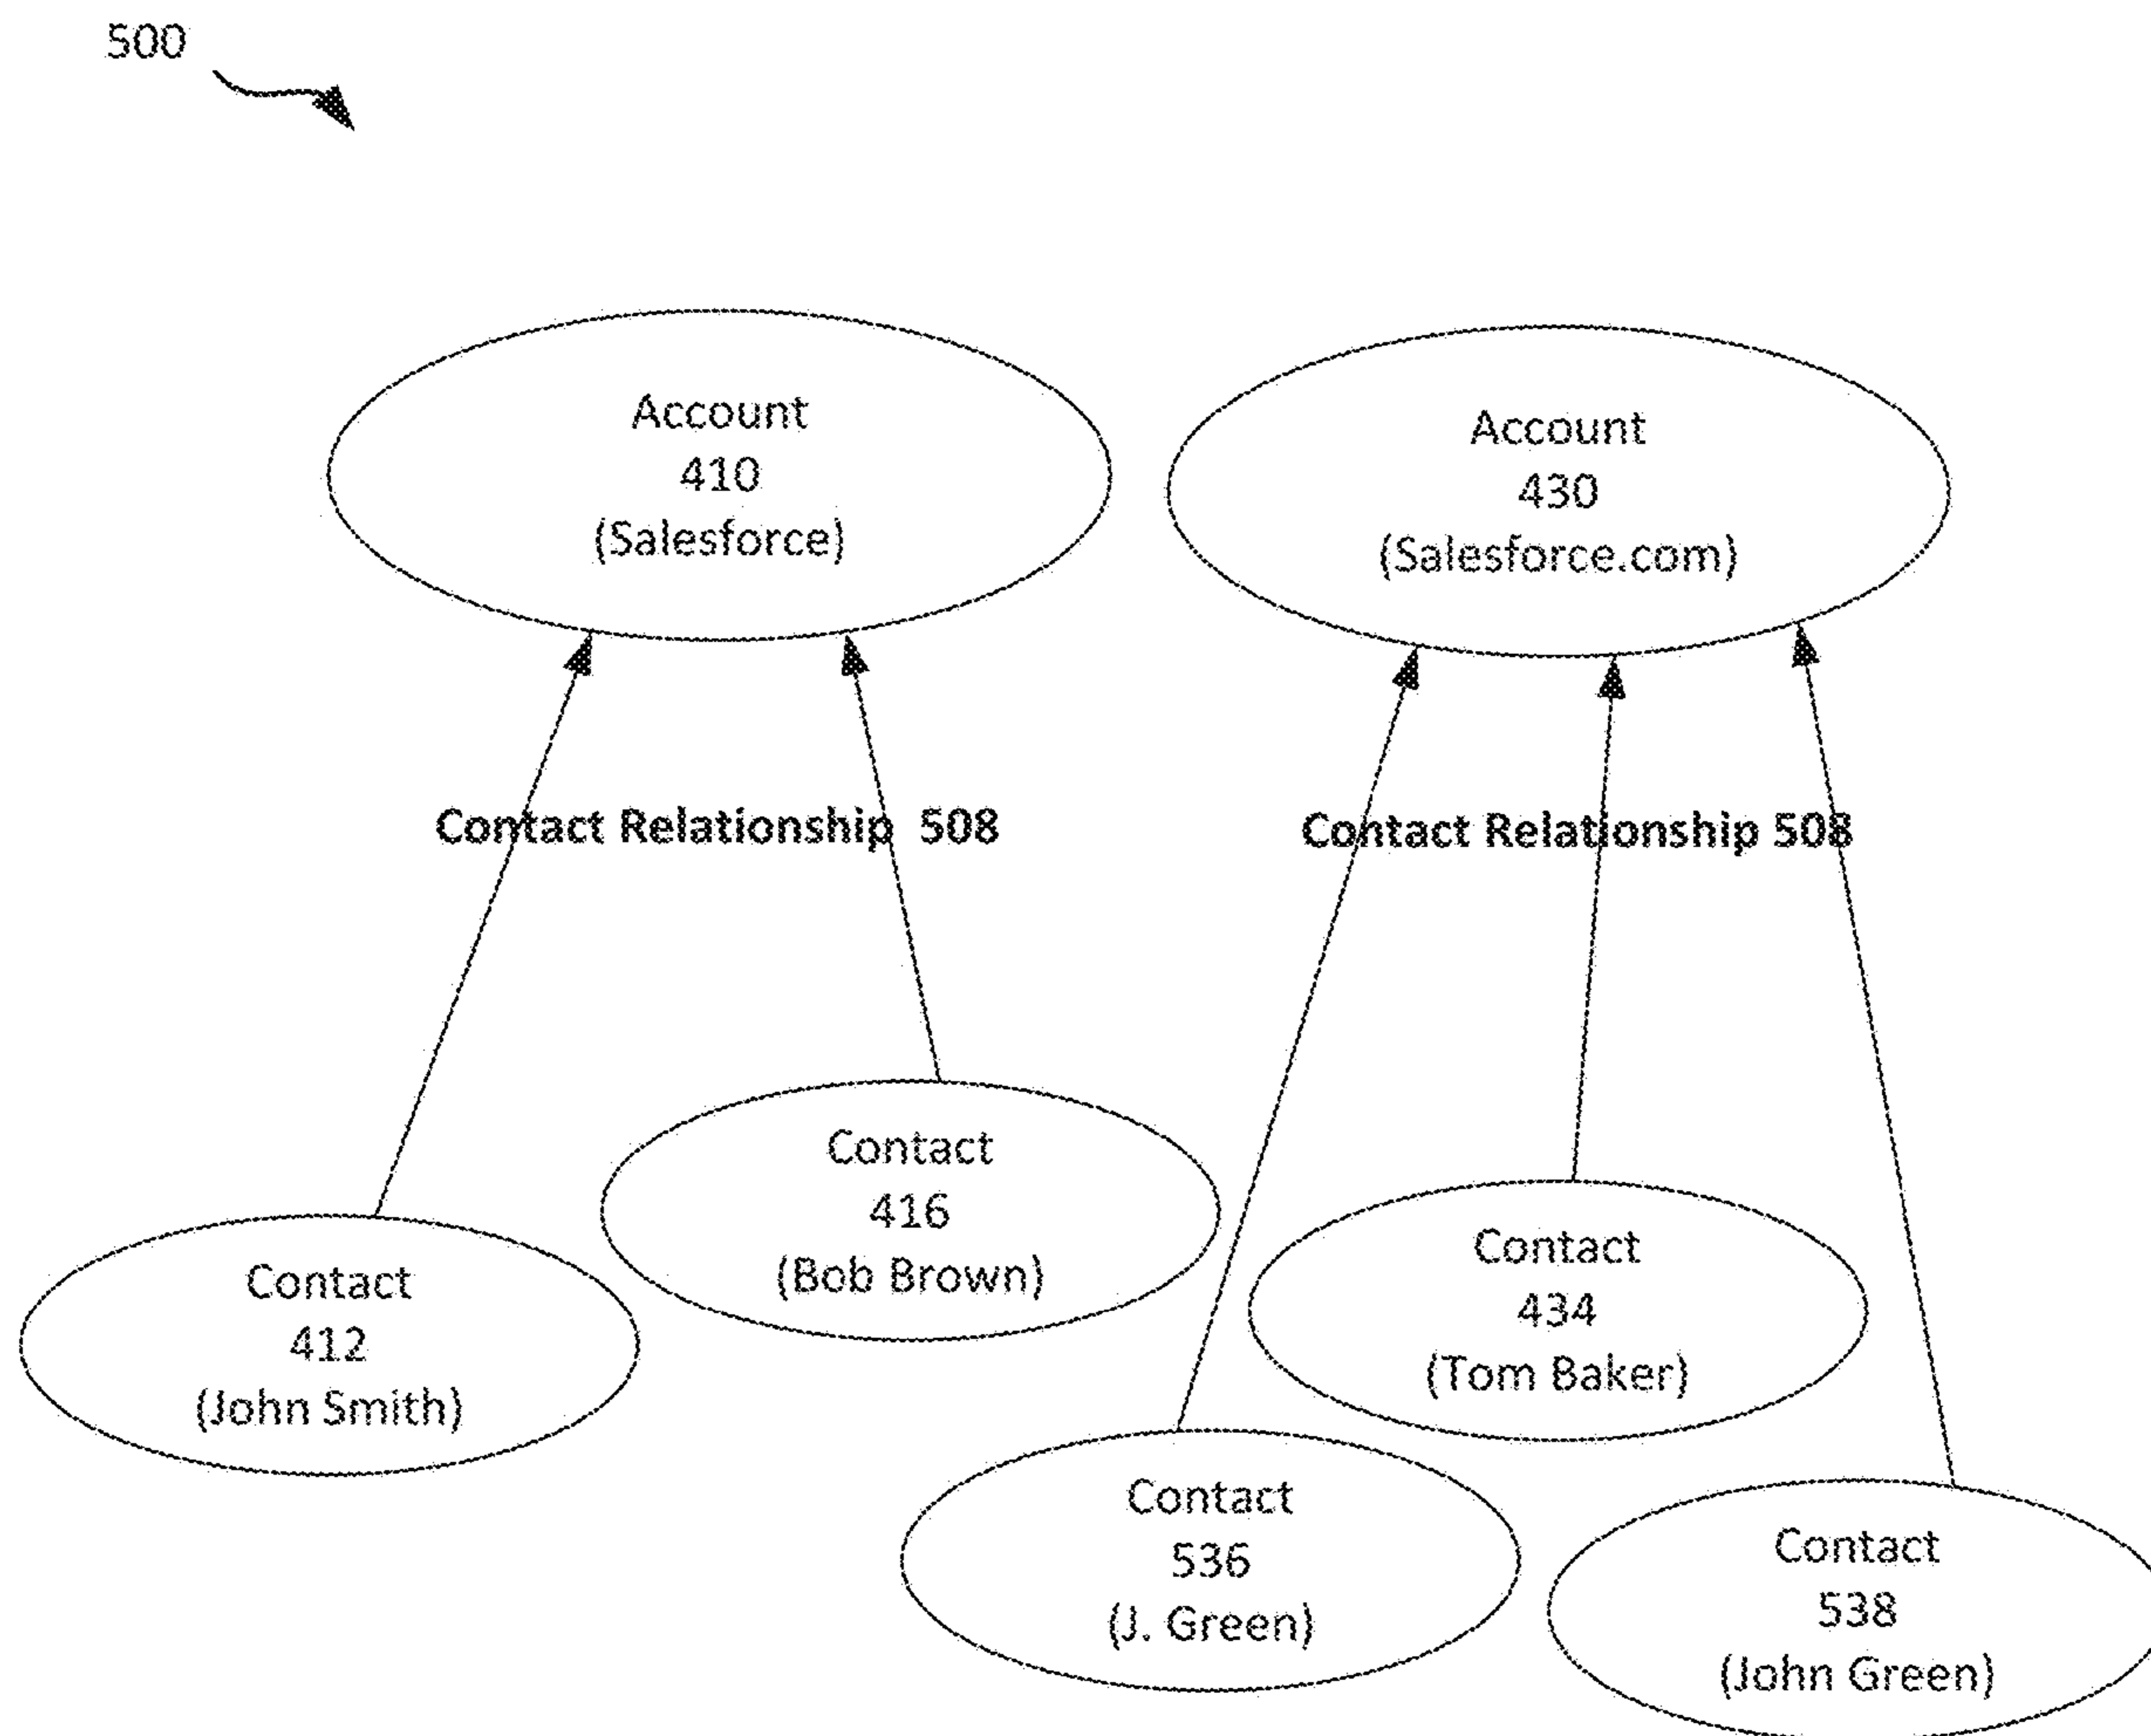 500
Account
410
(Salesforce)
Account
430
(Salesforce.com)
Contact Relationship 508
Contact Relationship 508
Contact
416
(Bob Brown)
Contact
412
(John Smith)
Contact
434
(Tom Baker)
Contact
536
(J. Green)
Contact
538
(John Green)